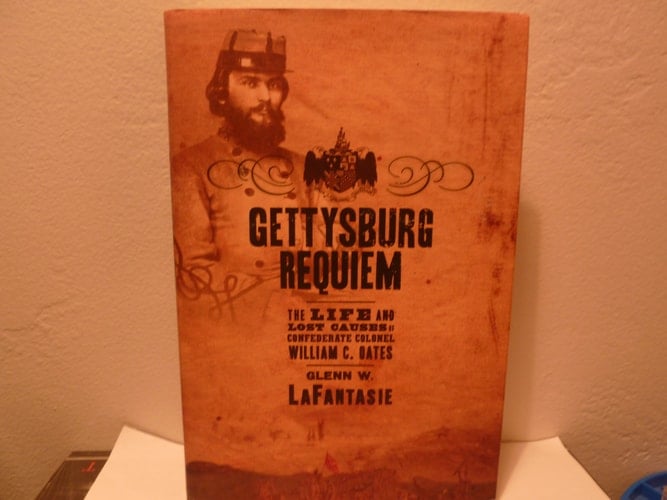 GETTYSBURG
REQUIEM
THE LIFE AND
LOST CAUSES OF
CONFEDERATE COLONEL
WILLIAM C. OATES
GLENN W.
LAFANTASIE